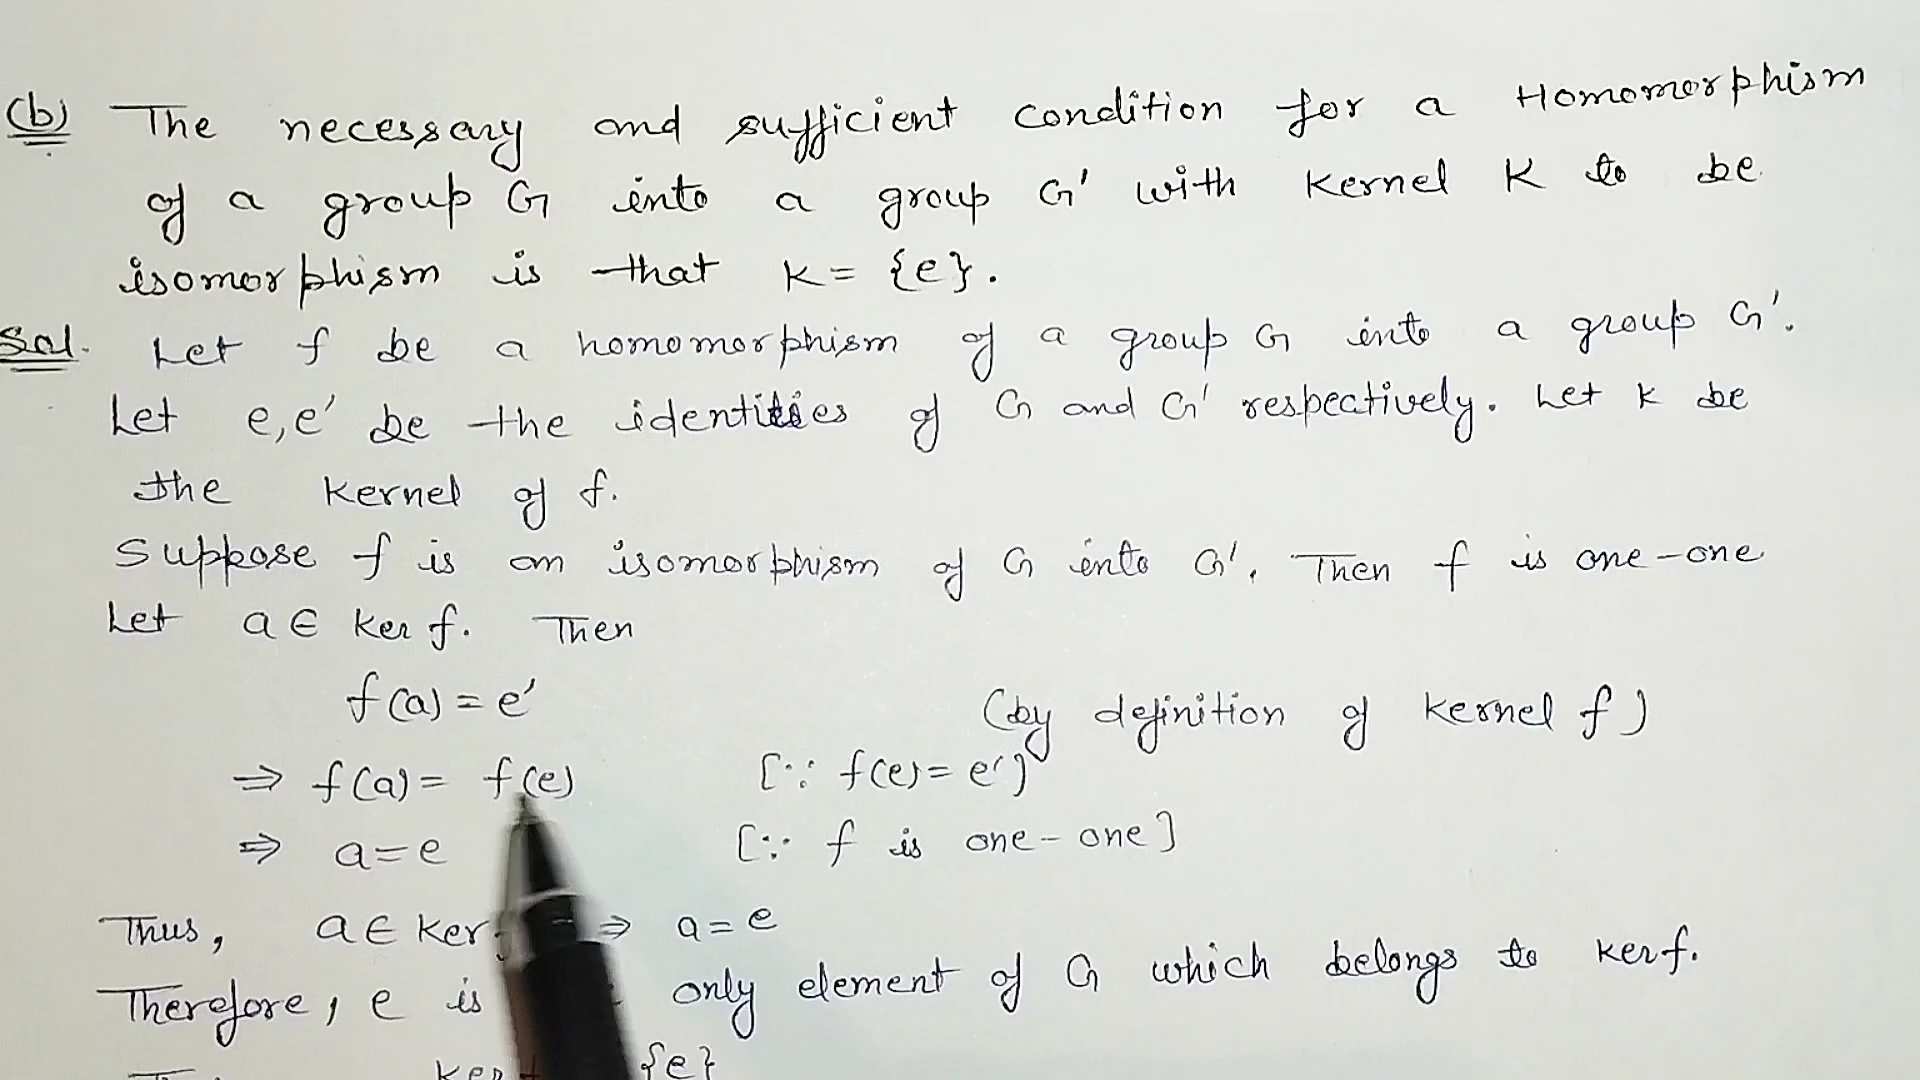 (b) The necessary and sufficient condition for a Homomorphism
of a group G into a group G' with Kernel K to be
isomorphism is that K = {e}.
Sol. Let f be a homomorphism of a group G into a group G'.
Let e, e' be the identities of G and G' respectively. Let K be
the Kernel of f.
Suppose f is an isomorphism of G into G'. Then f is one-one
Let a ∈ Ker f. Then
f(a) = e' (by definition of Kernel f)
⇒ f(a) = f(e) [∵ f(e) = e']
⇒ a = e [∵ f is one-one]
Thus, a ∈ Ker ⇒ a = e
Therefore, e is only element of G which belongs to Ker f.
Ker {e}